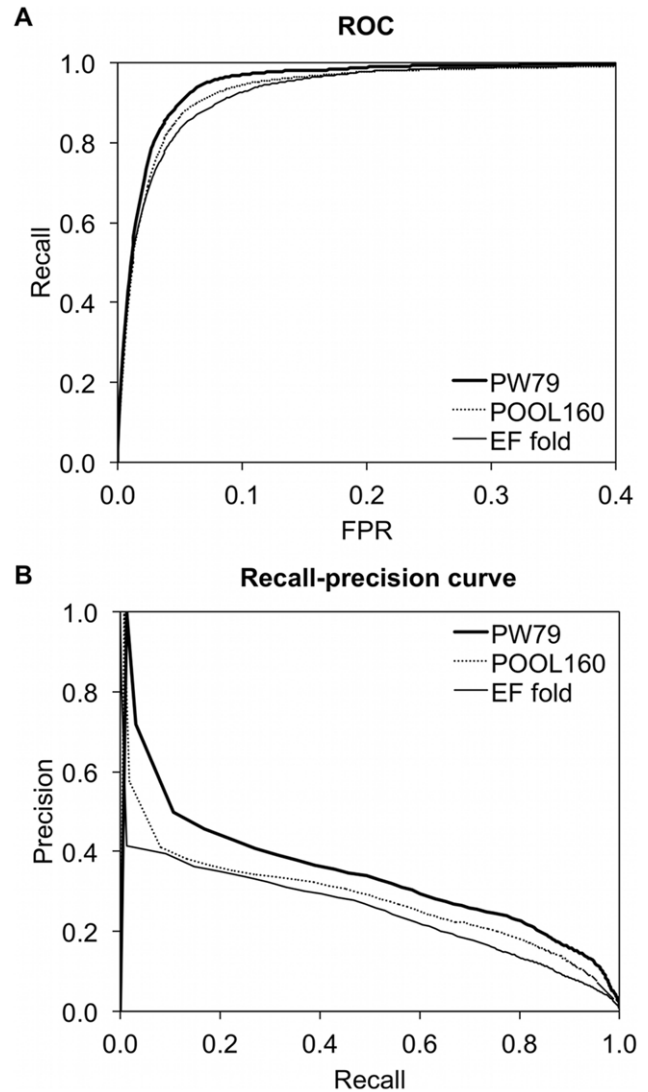 A
ROC
1.0
0.8
0.6
0.4
0.2
0.0
Recall
PW79
POOL160
EF fold
0.0 0.1 0.2 0.3 0.4
FPR
B
Recall-precision curve
1.0
0.8
0.6
0.4
0.2
0.0
Precision
PW79
POOL160
EF fold
0.0 0.2 0.4 0.6 0.8 1.0
Recall